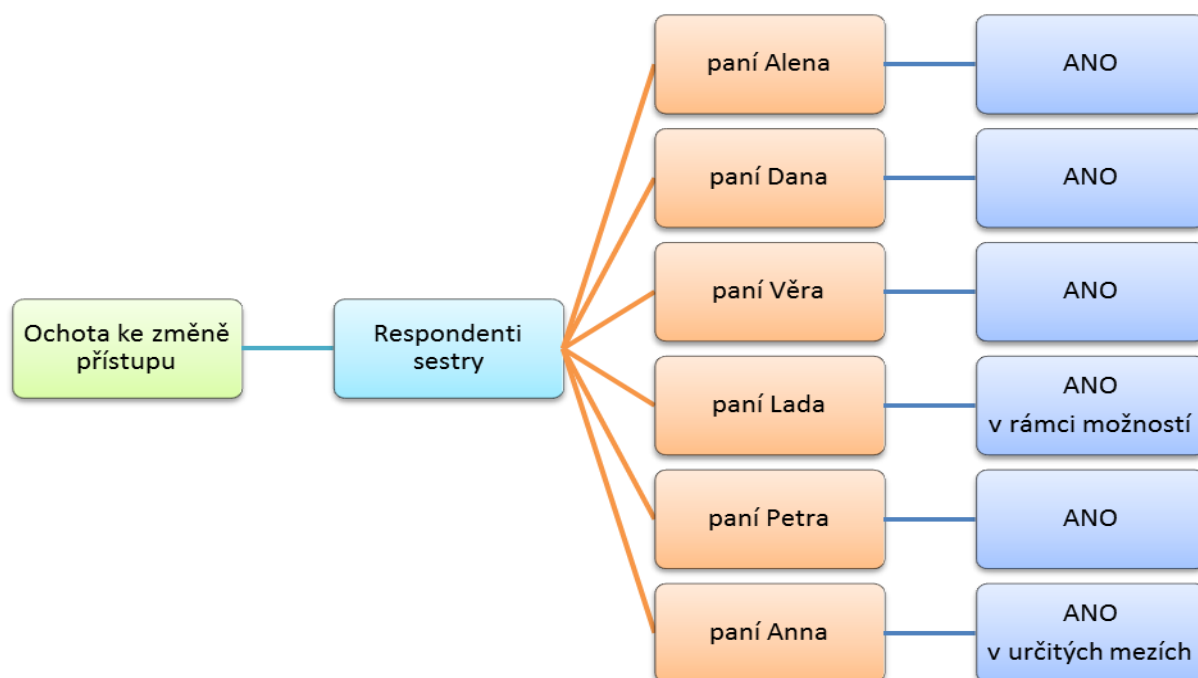 Ochota ke změně
přístupu
Respondenti
sestry
paní Alena
ANO
paní Dana
ANO
paní Věra
ANO
paní Lada
ANO
v rámci možností
paní Petra
ANO
paní Anna
ANO
v určitých mezích